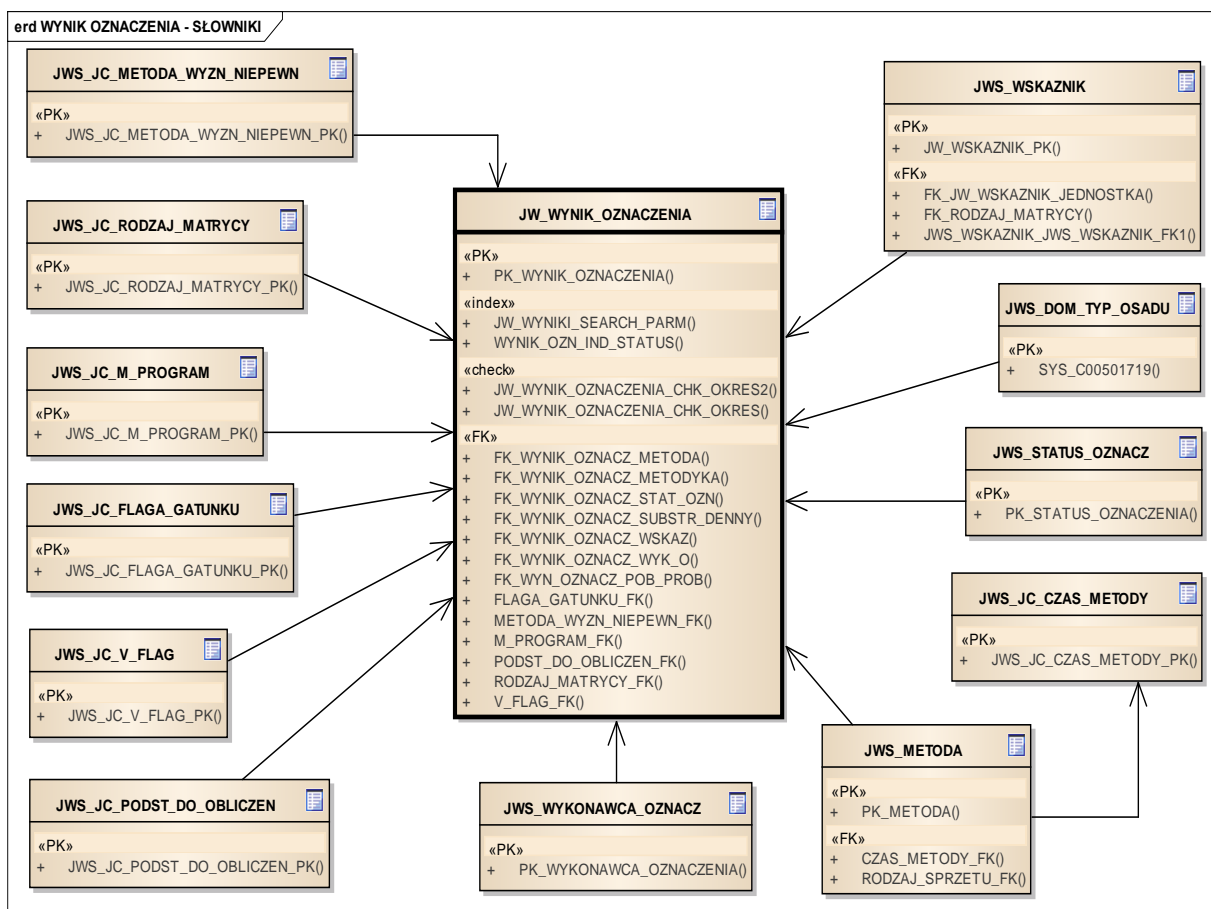 erd WYNIK OZNACZENIA - SŁOWNIKI
JWS_JC_METODA_WYZN_NIEPEWN
«PK»
+ JWS_JC_METODA_WYZN_NIEPEWN_PK()
JWS_JC_RODZAJ_MATRYCY
«PK»
+ JWS_JC_RODZAJ_MATRYCY_PK()
JWS_JC_M_PROGRAM
«PK»
+ JWS_JC_M_PROGRAM_PK()
JWS_JC_FLAGA_GATUNKU
«PK»
+ JWS_JC_FLAGA_GATUNKU_PK()
JWS_JC_V_FLAG
«PK»
+ JWS_JC_V_FLAG_PK()
JWS_JC_PODST_DO_OBLICZEN
«PK»
+ JWS_JC_PODST_DO_OBLICZEN_PK()
JW_WYNIK_OZNACZENIA
«PK»
+ PK_WYNIK_OZNACZENIA()
«index»
+ JW_WYNIKI_SEARCH_PARM()
+ WYNIK_OZN_IND_STATUS()
«check»
+ JW_WYNIK_OZNACZENIA_CHK_OKRES2()
+ JW_WYNIK_OZNACZENIA_CHK_OKRES()
«FK»
+ FK_WYNIK_OZNACZ_METODA()
+ FK_WYNIK_OZNACZ_METODYKA()
+ FK_WYNIK_OZNACZ_STAT_OZN()
+ FK_WYNIK_OZNACZ_SUBSTR_DENNY()
+ FK_WYNIK_OZNACZ_WSKAZ()
+ FK_WYNIK_OZNACZ_WYK_O()
+ FK_WYN_OZNACZ_POB_PROB()
+ FLAGA_GATUNKU_FK()
+ METODA_WYZN_NIEPEWN_FK()
+ M_PROGRAM_FK()
+ PODST_DO_OBLICZEN_FK()
+ RODZAJ_MATRYCY_FK()
+ V_FLAG_FK()
JWS_WYKONAWCA_OZNACZ
«PK»
+ PK_WYKONAWCA_OZNACZENIA()
JWS_WSKAZNIK
«PK»
+ JW_WSKAZNIK_PK()
«FK»
+ FK_JW_WSKAZNIK_JEDNOSTKA()
+ FK_RODZAJ_MATRYCY()
+ JWS_WSKAZNIK_JWS_WSKAZNIK_FK1()
JWS_DOM_TYP_OSADU
«PK»
+ SYS_C00501719()
JWS_STATUS_OZNACZ
«PK»
+ PK_STATUS_OZNACZENIA()
JWS_JC_CZAS_METODY
«PK»
+ JWS_JC_CZAS_METODY_PK()
JWS_METODA
«PK»
+ PK_METODA()
«FK»
+ CZAS_METODY_FK()
+ RODZAJ_SPRZETU_FK()